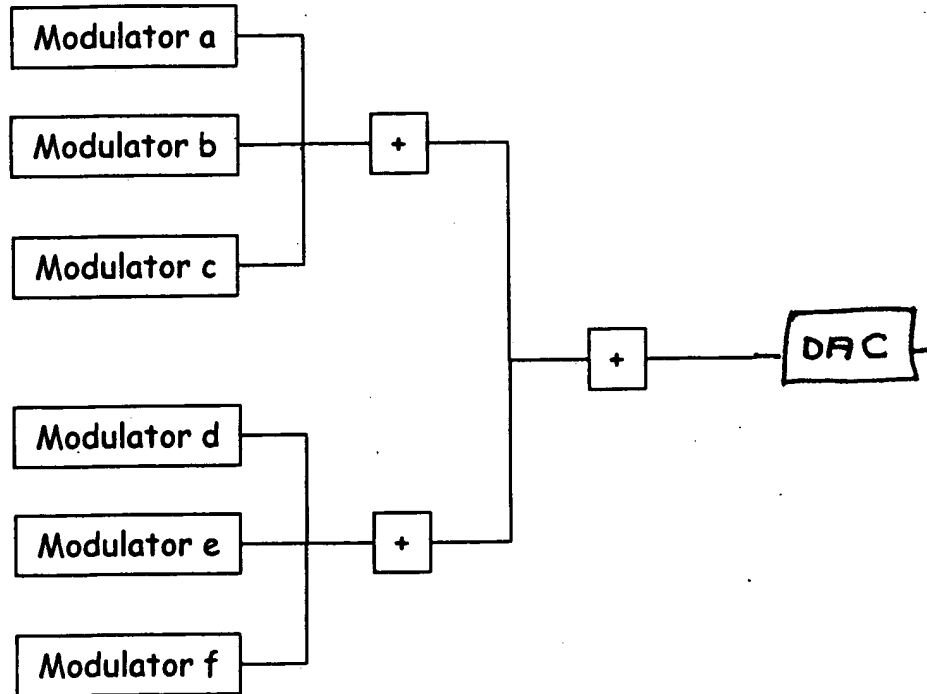 Modulator a
Modulator b
+
Modulator c
+
DAC
Modulator d
Modulator e
+
Modulator f